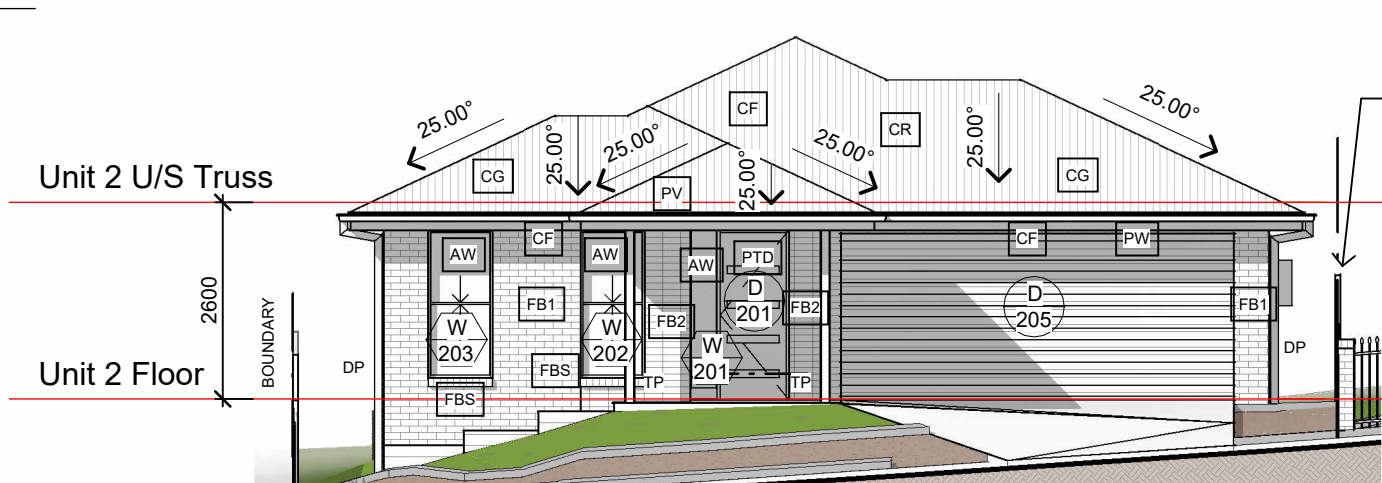 25.00°
CF
25.00°
CR
25.00°
25.00°
25.00°
25.00°
25.00°
CG
CG
PV
Unit 2 U/S Truss
CF
CF
PW
AW
AW
AW
PTD
2600
BOUNDARY
FB1
FB2
D
201
FB2
D
205
FB1
W
203
W
202
W
201
DP
DP
FBS
TP
TP
Unit 2 Floor
FBS